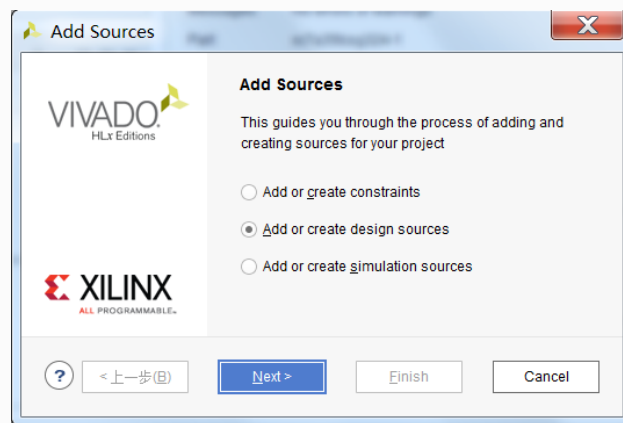 Add Sources
VIVADO.
HLx Editions
Add Sources
This guides you through the process of adding and
creating sources for your project
Add or create constraints
Add or create design sources
Add or create simulation sources
XILINX
ALL PROGRAMMABLE.
?
<上一步(B)
Next >
Finish
Cancel